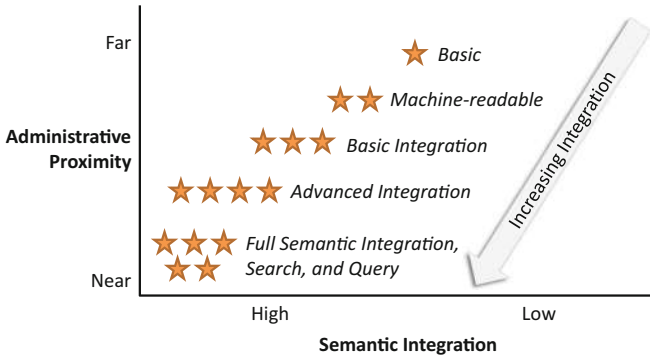 Far
Basic
Machine-readable
Administrative
Proximity
Basic Integration
Advanced Integration
Full Semantic Integration,
Search, and Query
Near
Increasing Integration
High
Low
Semantic Integration